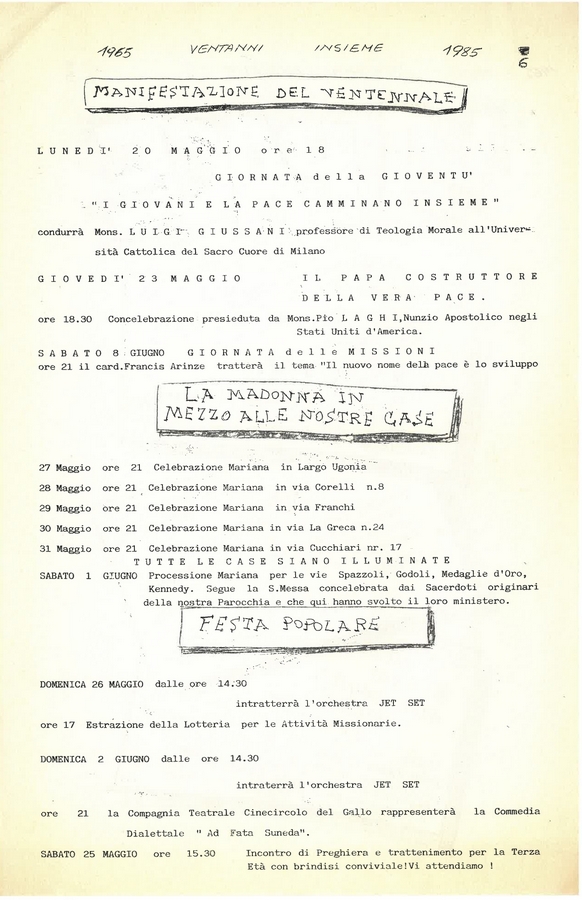 1965 VENTANNI INSIEME 1985
6
MANIFESTAZIONE DEL VENTENNALE
LUNEDI' 20 MAGGIO ore 18
GIORNATA della GIOVENTU'
"I GIOVANI E LA PACE CAMMINANO INSIEME"
condurrà Mons. LUIGI GIUSSANI professore di Teologia Morale all'Univer-
sità Cattolica del Sacro Cuore di Milano
GIOVEDI' 23 MAGGIO IL PAPA COSTRUTTORE
DELLA VERA PACE.
ore 18.30 Concelebrazione presieduta da Mons.Pio LAGHI,Nunzio Apostolico negli
Stati Uniti d'America.
SABATO 8 GIUGNO GIORNATA delle MISSIONI
ore 21 il card.Francis Arinze tratterà il tema "Il nuovo nome della pace è lo sviluppo
LA MADONNA IN
MEZZO ALLE NOSTRE CASE
27 Maggio ore 21 Celebrazione Mariana in Largo Ugonia
28 Maggio ore 21 Celebrazione Mariana in via Corelli n.8
29 Maggio ore 21 Celebrazione Mariana in via Franchi
30 Maggio ore 21 Celebrazione Mariana in via La Greca n.24
31 Maggio ore 21 Celebrazione Mariana in via Cucchiari nr. 17
TUTTE LE CASE SIANO ILLUMINATE
SABATO 1 GIUGNO Processione Mariana per le vie Spazzoli, Godoli, Medaglie d'Oro,
Kennedy. Segue la S.Messa concelebrata dai Sacerdoti originari
della nostra Parocchia e che qui hanno svolto il loro ministero.
FESTA POPOLARE
DOMENICA 26 MAGGIO dalle ore 14.30
intratterrà l'orchestra JET SET
ore 17 Estrazione della Lotteria per le Attività Missionarie.
DOMENICA 2 GIUGNO dalle ore 14.30
intraterrà l'orchestra JET SET
ore 21 la Compagnia Teatrale Cinecircolo del Gallo rappresenterà la Commedia
Dialettale " Ad Fata Suneda".
SABATO 25 MAGGIO ore 15.30 Incontro di Preghiera e trattenimento per la Terza
Età con brindisi conviviale!Vi attendiamo !